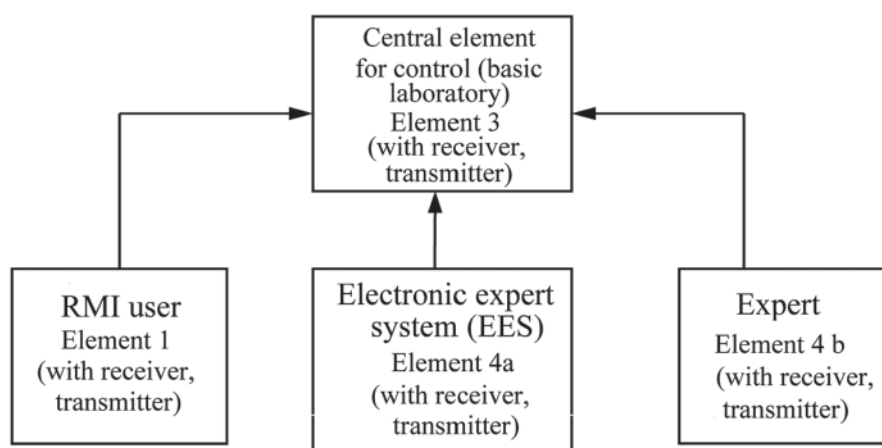 Central element
for control (basic
laboratory)
Element 3
(with receiver,
transmitter)
RMI user
Element 1
(with receiver,
transmitter)
Electronic expert
system (EES)
Element 4a
(with receiver,
transmitter)
Expert
Element 4 b
(with receiver,
transmitter)